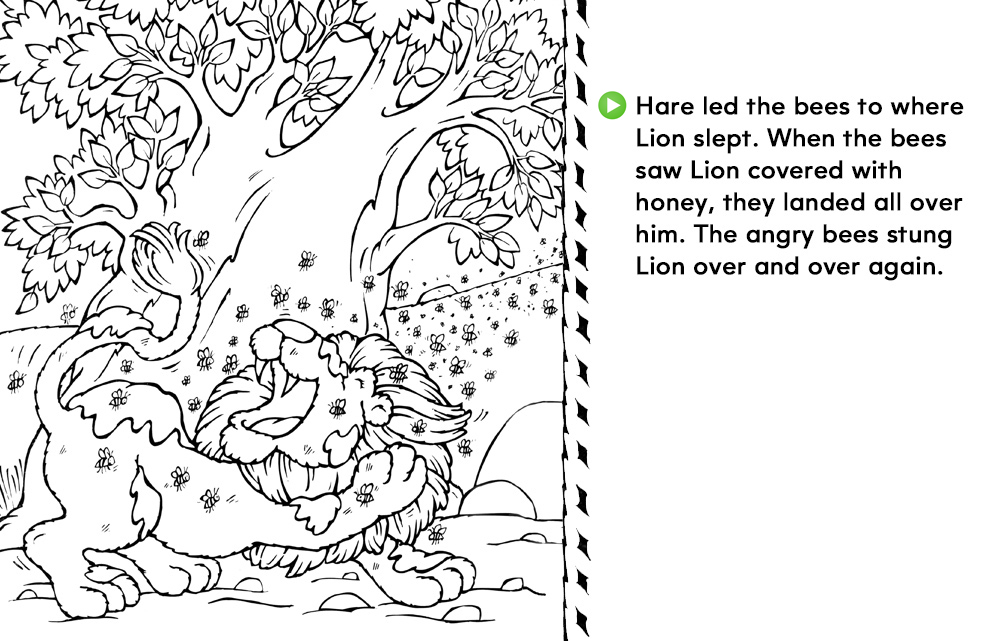 Hare led the bees to where
Lion slept. When the bees
saw Lion covered with
honey, they landed all over
him. The angry bees stung
Lion over and over again.